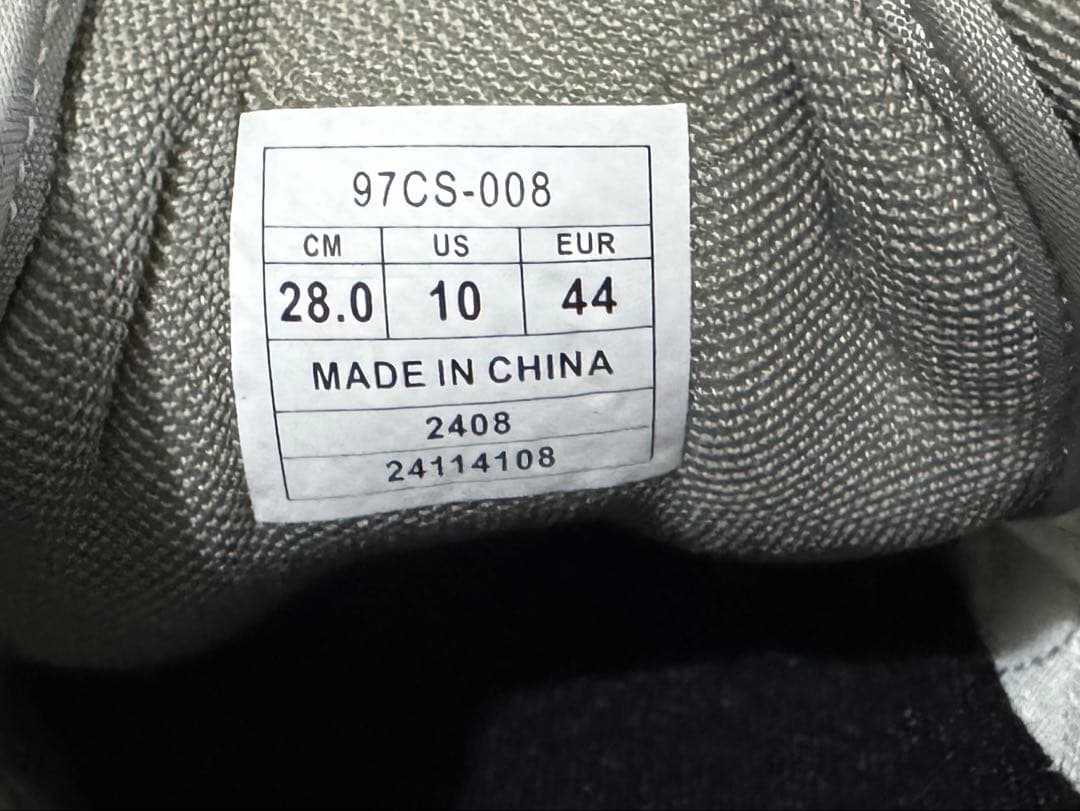 97CS-008
CM US EUR
28.0 10 44
MADE IN CHINA
2408
24114108